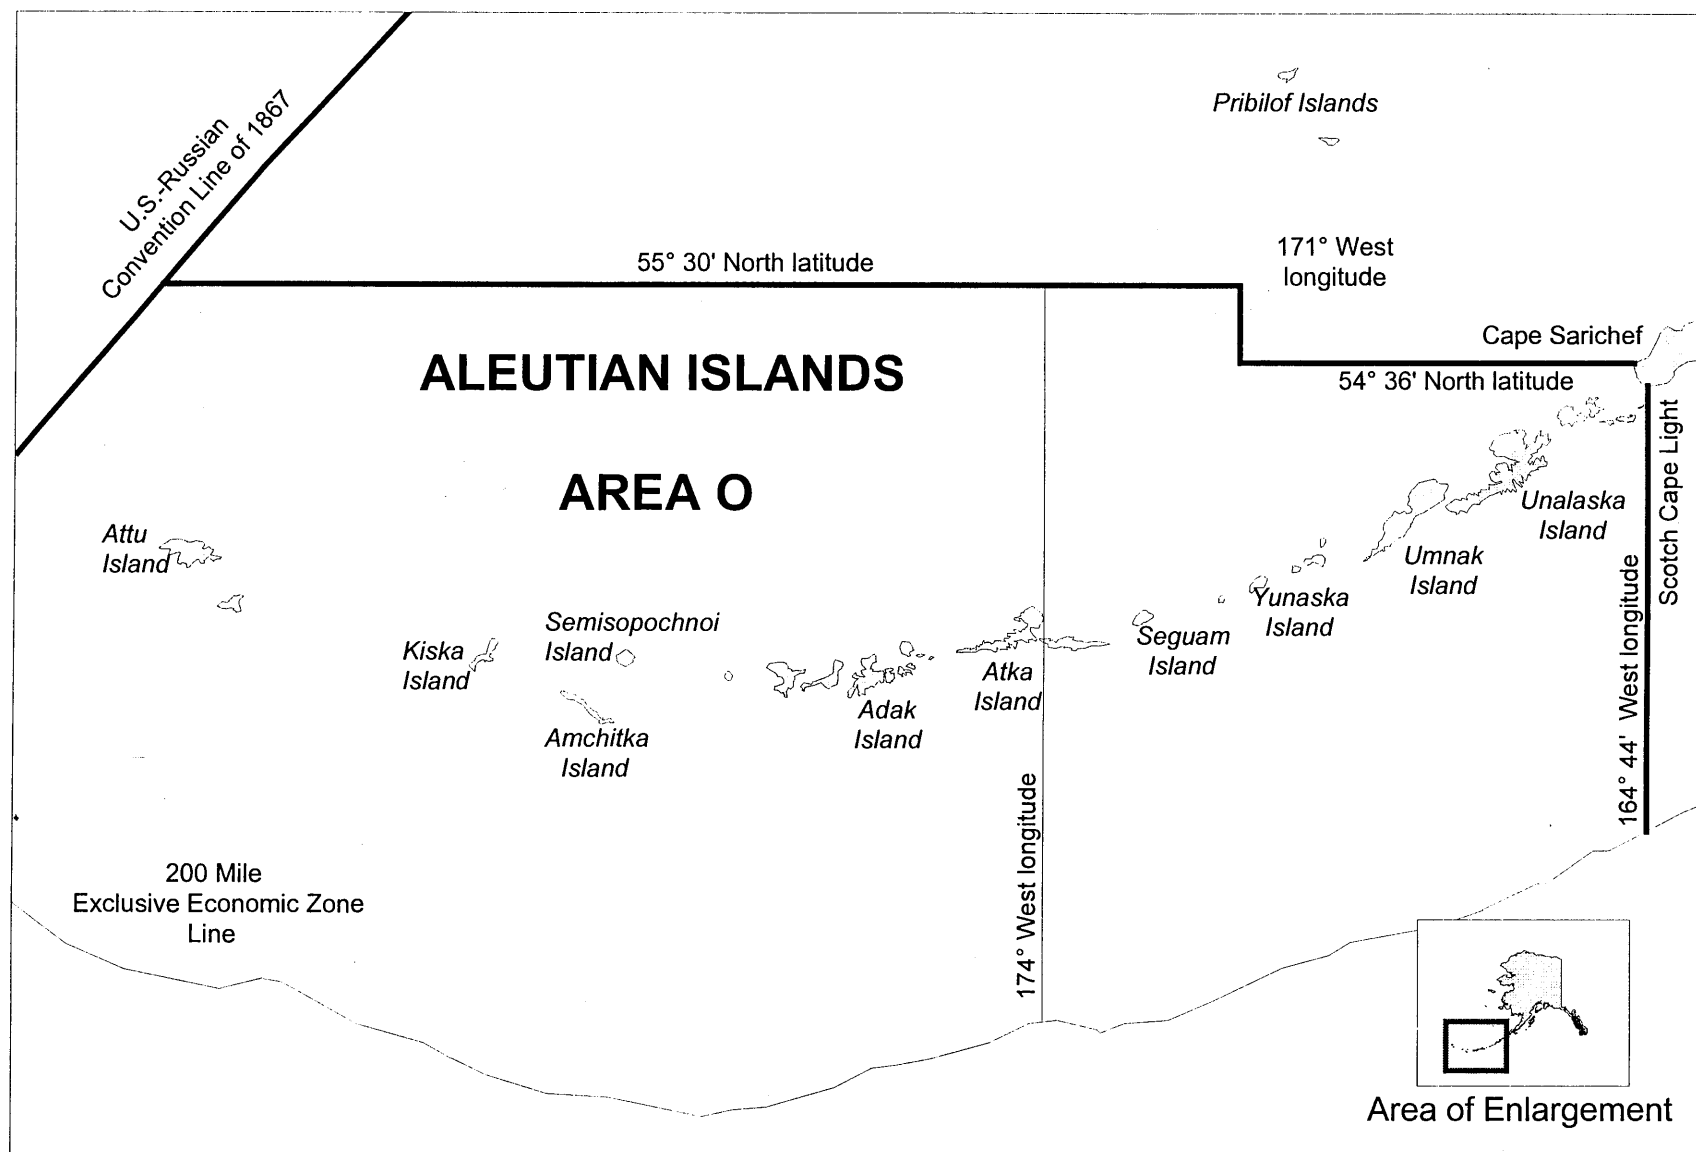 Pribilof Islands
U.S.-Russian
Convention Line of 1867
171° West
longitude
55° 30' North latitude
Cape Sarichef
54° 36' North latitude
ALEUTIAN ISLANDS
AREA O
Scotch Cape Light
164° 44' West longitude
Unalaska
Island
Umnak
Island
Yunaska
Island
Seguam
Island
Attu
Island
Semisopochnoi
Island
Kiska
Island
Atka
Island
Adak
Island
Amchitka
Island
174° West longitude
200 Mile
Exclusive Economic Zone
Line
Area of Enlargement